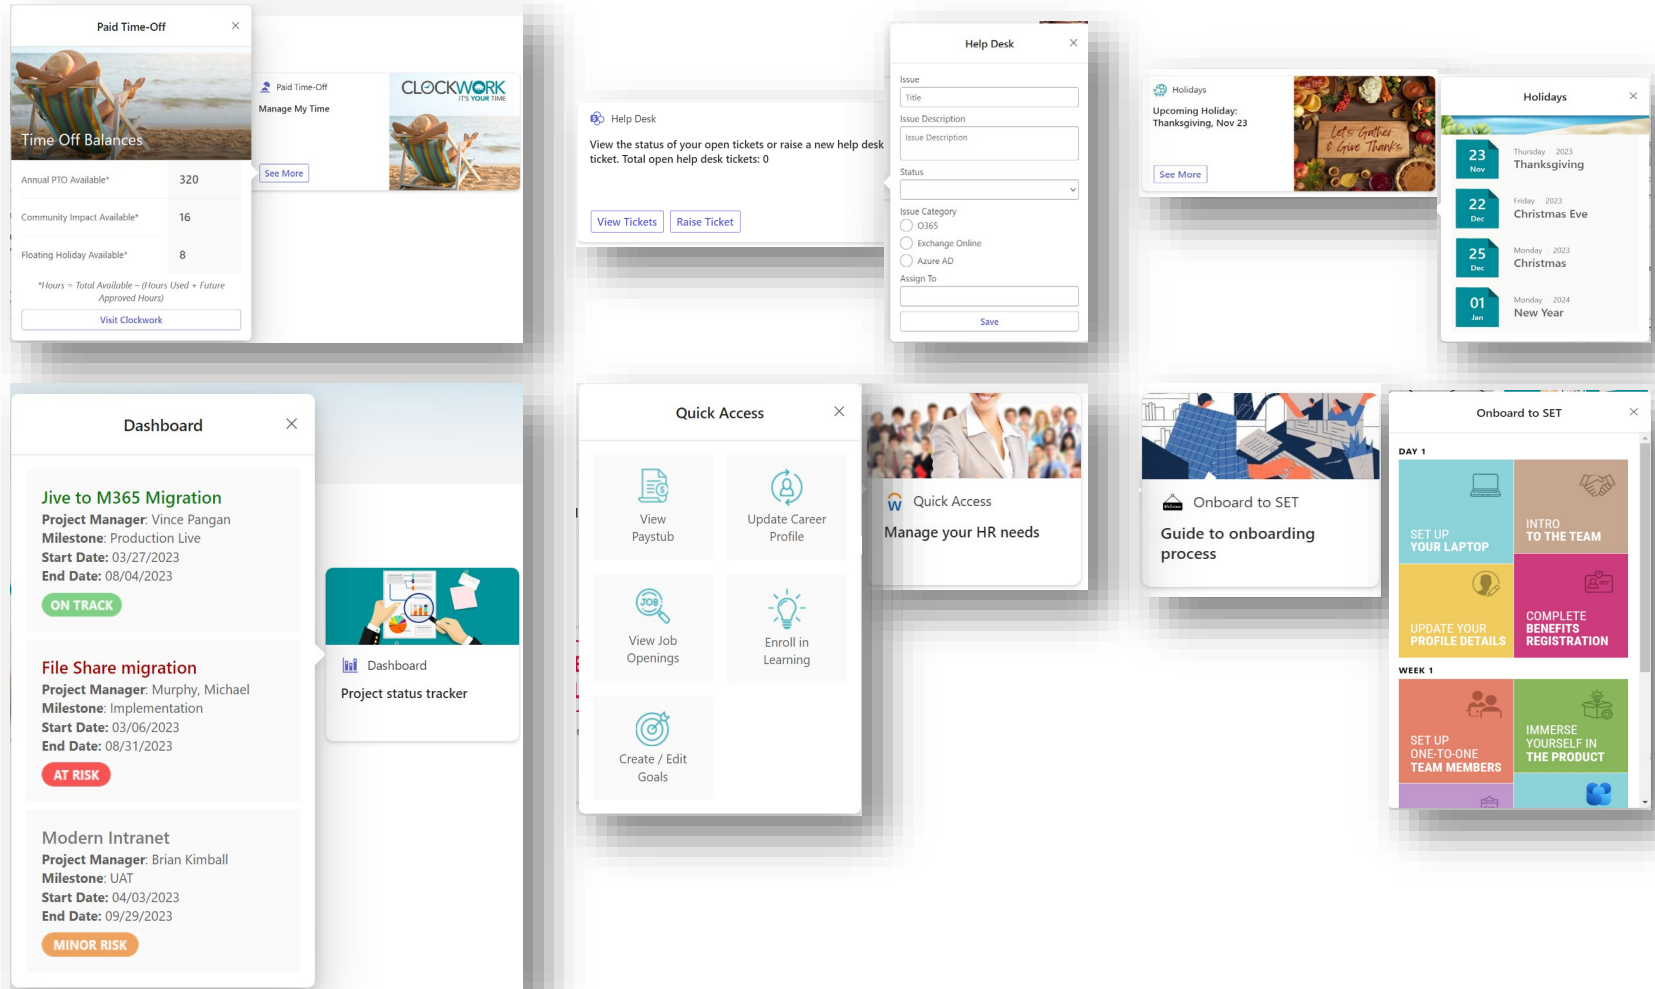 Paid Time-Off
Time Off Balances
Annual PTO Available* 320
Community Impact Available* 16
Floating Holiday Available* 8
*Hours = Total Available – (Hours Used + Future
Approved Hours)
Visit Clockwork
Paid Time-Off
Manage My Time
See More
CLOCKWORK
IT'S YOUR TIME
Help Desk
View the status of your open tickets or raise a new help desk
ticket. Total open help desk tickets: 0
View Tickets
Raise Ticket
Help Desk
Issue
Title
Issue Description
Issue Description
Status
Issue Category
O365
Exchange Online
Azure AD
Assign To
Save
Holidays
Upcoming Holiday:
Thanksgiving, Nov 23
See More
Let's Gather
& Give Thanks
Holidays
23
Nov
Thursday 2023
Thanksgiving
22
Dec
Friday 2023
Christmas Eve
25
Dec
Monday 2023
Christmas
01
Jan
Monday 2024
New Year
Dashboard
Jive to M365 Migration
Project Manager: Vince Pangan
Milestone: Production Live
Start Date: 03/27/2023
End Date: 08/04/2023
ON TRACK
File Share migration
Project Manager: Murphy, Michael
Milestone: Implementation
Start Date: 03/06/2023
End Date: 08/31/2023
AT RISK
Modern Intranet
Project Manager: Brian Kimball
Milestone: UAT
Start Date: 04/03/2023
End Date: 09/29/2023
MINOR RISK
Dashboard
Project status tracker
Quick Access
View
Paystub
Update Career
Profile
JOB
View Job
Openings
Enroll in
Learning
Create / Edit
Goals
Quick Access
Manage your HR needs
Onboard to SET
Guide to onboarding
process
Onboard to SET
DAY 1
SET UP
YOUR LAPTOP
INTRO
TO THE TEAM
UPDATE YOUR
PROFILE DETAILS
COMPLETE
BENEFITS
REGISTRATION
WEEK 1
SET UP
ONE-TO-ONE
TEAM MEMBERS
IMMERSE
YOURSELF IN
THE PRODUCT